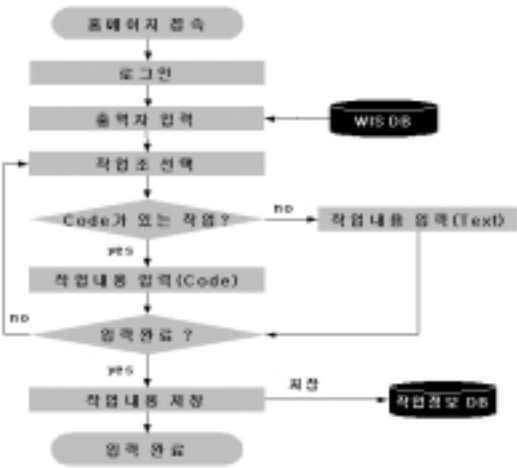 홈페이지 접속
로그인
출역자 입력
WIS DB
작업조 선택
Code가 있는 작업?
no
작업내용 입력(Text)
yes
작업내용 입력(Code)
no
입력완료 ?
yes
작업내용 저장
저장
작업정보 DB
입력 완료